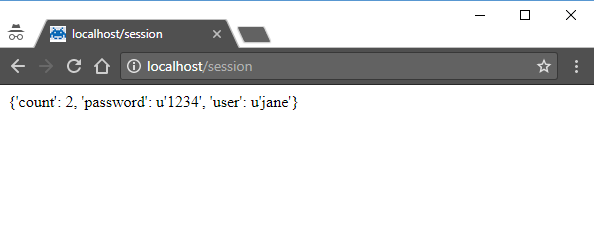 localhost/session
localhost/session
{'count': 2, 'password': u'1234', 'user': u'jane'}